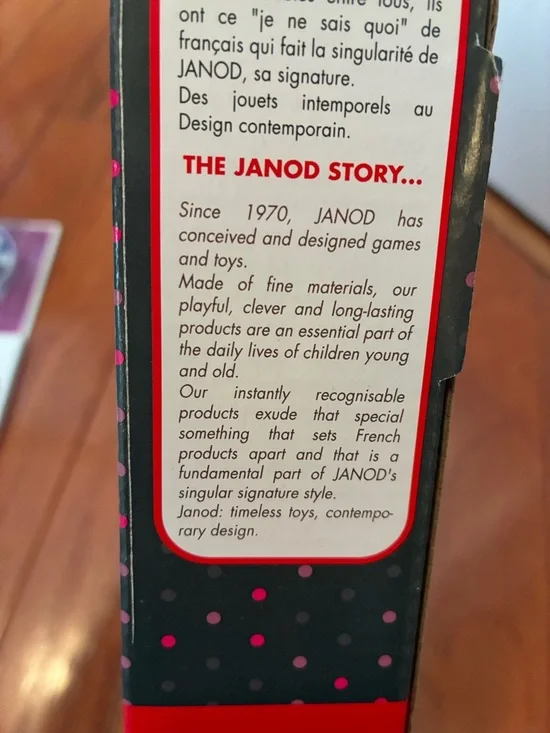 entre tous, ils
ont ce "je ne sais quoi" de
français qui fait la singularité de
JANOD, sa signature.
Des jouets intemporels au
Design contemporain.
THE JANOD STORY...
Since 1970, JANOD has
conceived and designed games
and toys.
Made of fine materials, our
playful, clever and long-lasting
products are an essential part of
the daily lives of children young
and old.
Our instantly recognisable
products exude that special
something that sets French
products apart and that is a
fundamental part of JANOD's
singular signature style.
Janod: timeless toys, contempo-
rary design.